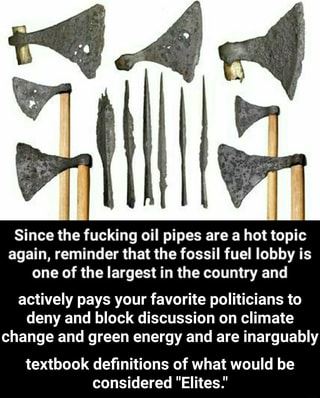 Since the fucking oil pipes are a hot topic
again, reminder that the fossil fuel lobby is
one of the largest in the country and
actively pays your favorite politicians to
deny and block discussion on climate
change and green energy and are inarguably
textbook definitions of what would be
considered "Elites."